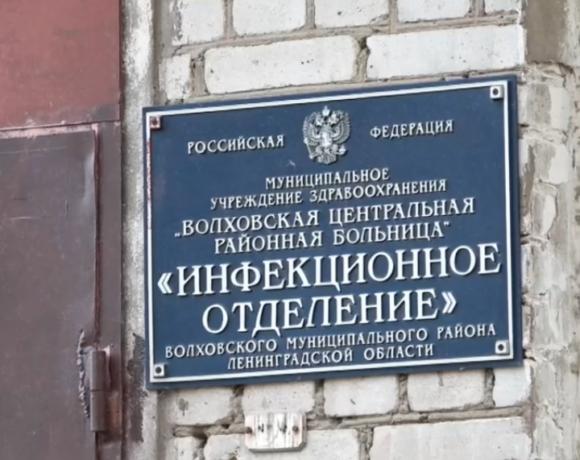 РОССИЙСКАЯ ФЕДЕРАЦИЯ
МУНИЦИПАЛЬНОЕ
УЧРЕЖДЕНИЕ ЗДРАВООХРАНЕНИЯ
„ВОЛХОВСКАЯ ЦЕНТРАЛЬНАЯ
РАЙОННАЯ БОЛЬНИЦА"
«ИНФЕКЦИОННОЕ
ОТДЕЛЕНИЕ»
ВОЛХОВСКОГО МУНИЦИПАЛЬНОГО РАЙОНА
ЛЕНИНГРАДСКОЙ ОБЛАСТИ